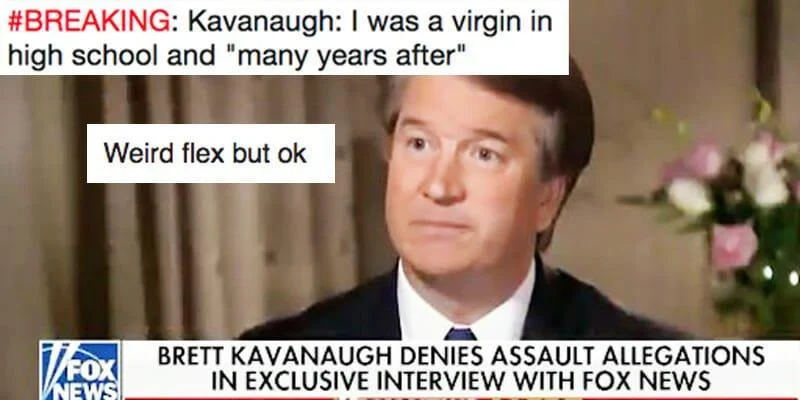 #BREAKING: Kavanaugh: I was a virgin in
high school and "many years after"
Weird flex but ok
FOX
NEWS
BRETT KAVANAUGH DENIES ASSAULT ALLEGATIONS
IN EXCLUSIVE INTERVIEW WITH FOX NEWS